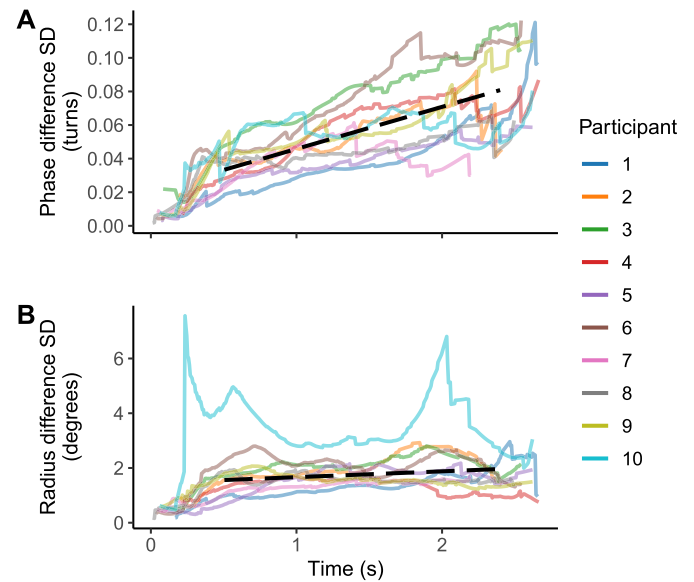 A
Phase difference SD
(turns)
0.12
0.10
0.08
0.06
0.04
0.02
0.00
B
Radius difference SD
(degrees)
6
4
2
0
0 1 2
Time (s)
Participant
1
2
3
4
5
6
7
8
9
10